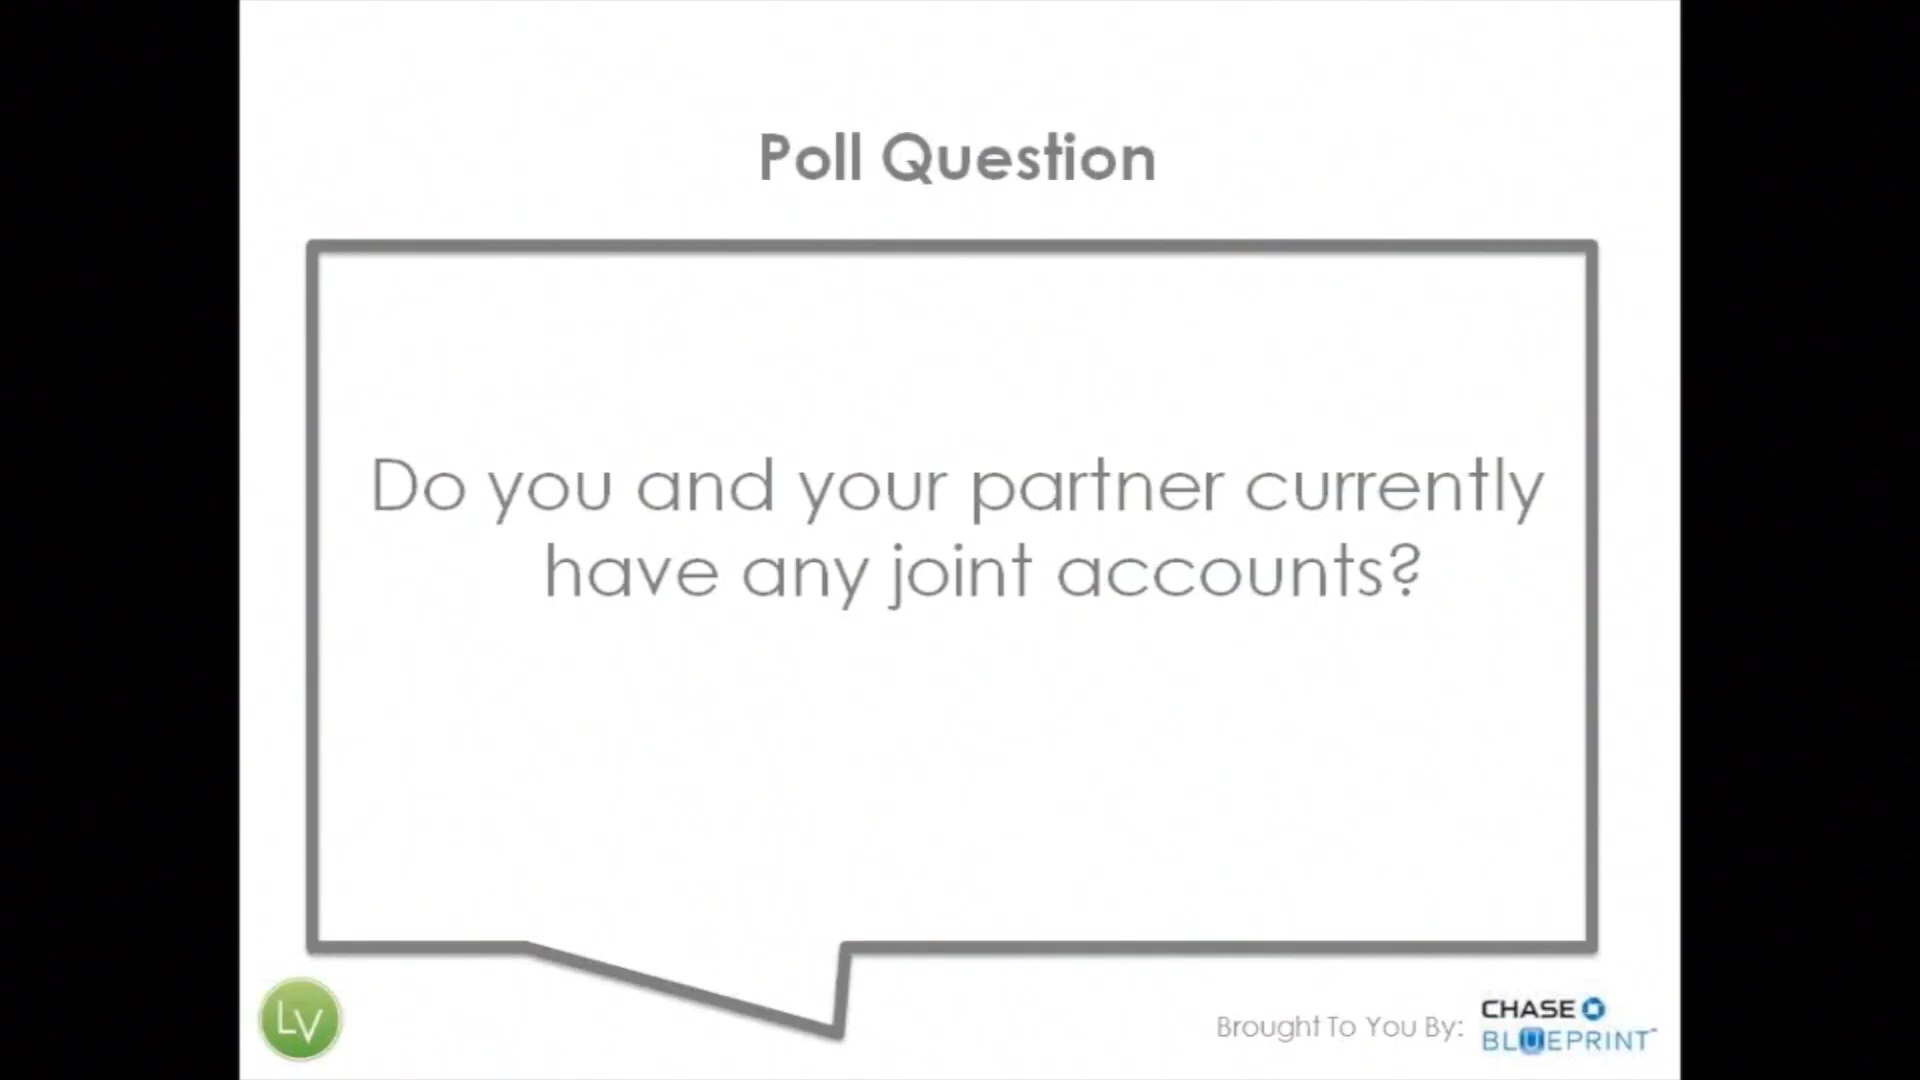 Poll Question
Do you and your partner currently
have any joint accounts?
LV
Brought To You By:
CHASE
BLUEPRINT